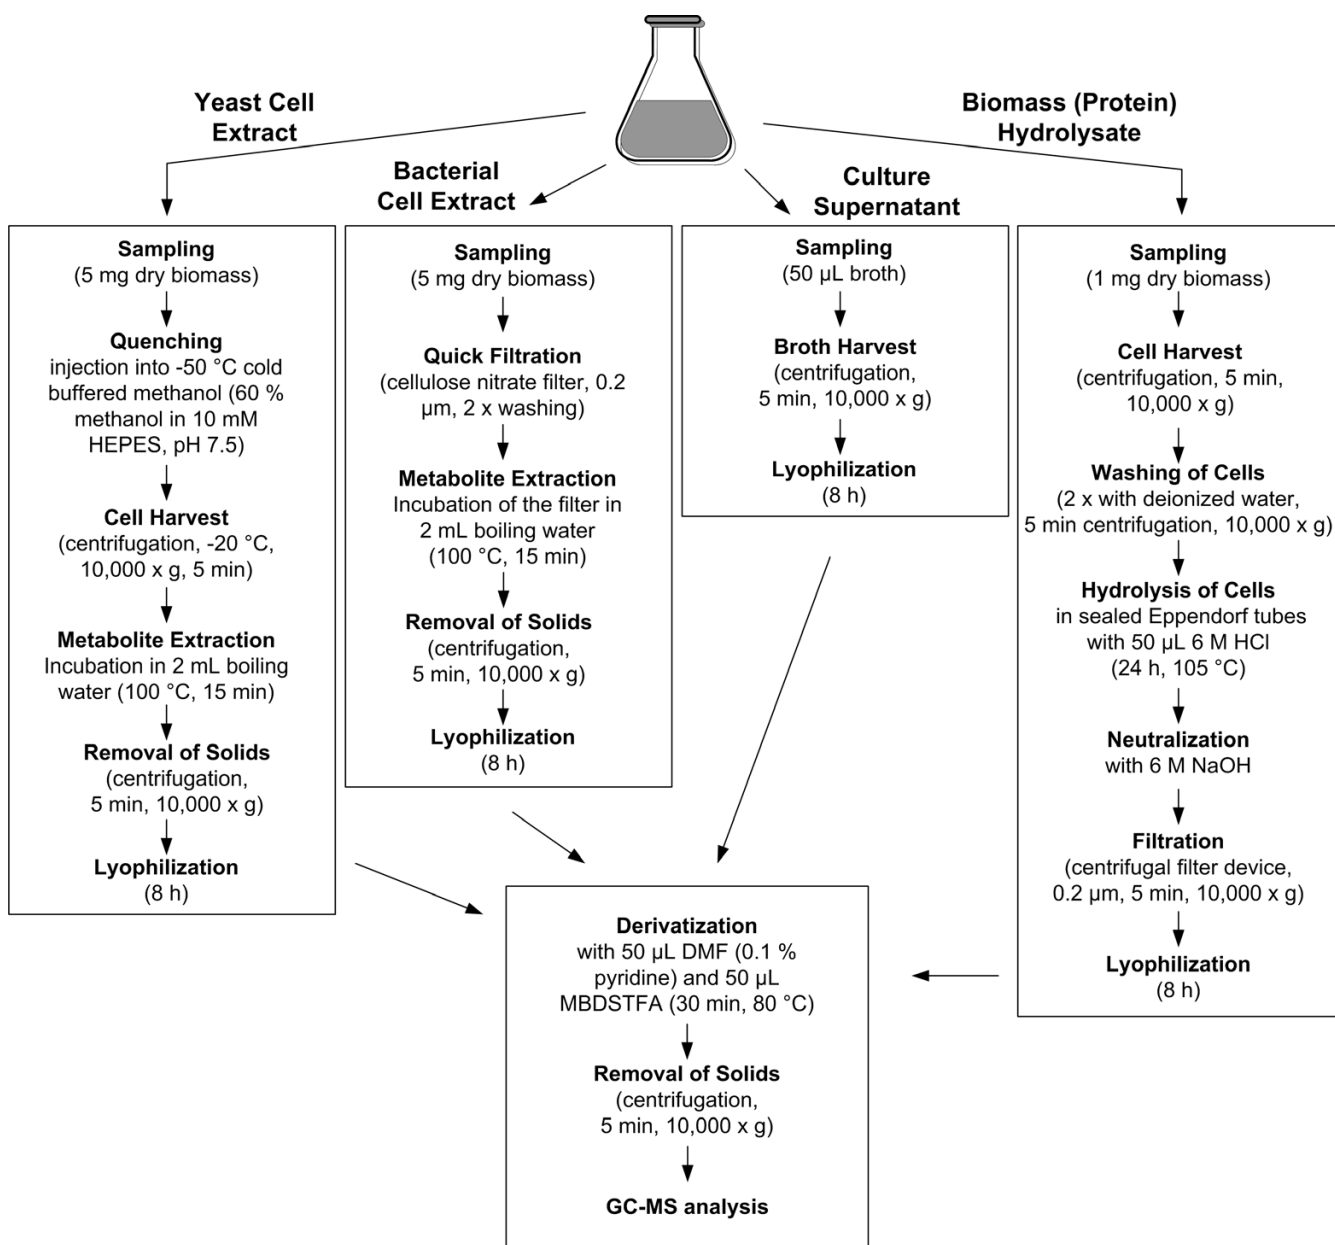 Yeast Cell
Extract
Bacterial
Cell Extract
Culture
Supernatant
Biomass (Protein)
Hydrolysate
Sampling
(5 mg dry biomass)
Quenching
injection into -50 °C cold
buffered methanol (60 %
methanol in 10 mM
HEPES, pH 7.5)
Cell Harvest
(centrifugation, -20 °C,
10,000 x g, 5 min)
Metabolite Extraction
Incubation in 2 mL boiling
water (100 °C, 15 min)
Removal of Solids
(centrifugation,
5 min, 10,000 x g)
Lyophilization
(8 h)
Sampling
(5 mg dry biomass)
Quick Filtration
(cellulose nitrate filter, 0.2
µm, 2 x washing)
Metabolite Extraction
Incubation of the filter in
2 mL boiling water
(100 °C, 15 min)
Removal of Solids
(centrifugation,
5 min, 10,000 x g)
Lyophilization
(8 h)
Sampling
(50 µL broth)
Broth Harvest
(centrifugation,
5 min, 10,000 x g)
Lyophilization
(8 h)
Sampling
(1 mg dry biomass)
Cell Harvest
(centrifugation, 5 min,
10,000 x g)
Washing of Cells
(2 x with deionized water,
5 min centrifugation, 10,000 x g)
Hydrolysis of Cells
in sealed Eppendorf tubes
with 50 µL 6 M HCl
(24 h, 105 °C)
Neutralization
with 6 M NaOH
Filtration
(centrifugal filter device,
0.2 µm, 5 min, 10,000 x g)
Lyophilization
(8 h)
Derivatization
with 50 µL DMF (0.1 %
pyridine) and 50 µL
MBDSTFA (30 min, 80 °C)
Removal of Solids
(centrifugation,
5 min, 10,000 x g)
GC-MS analysis